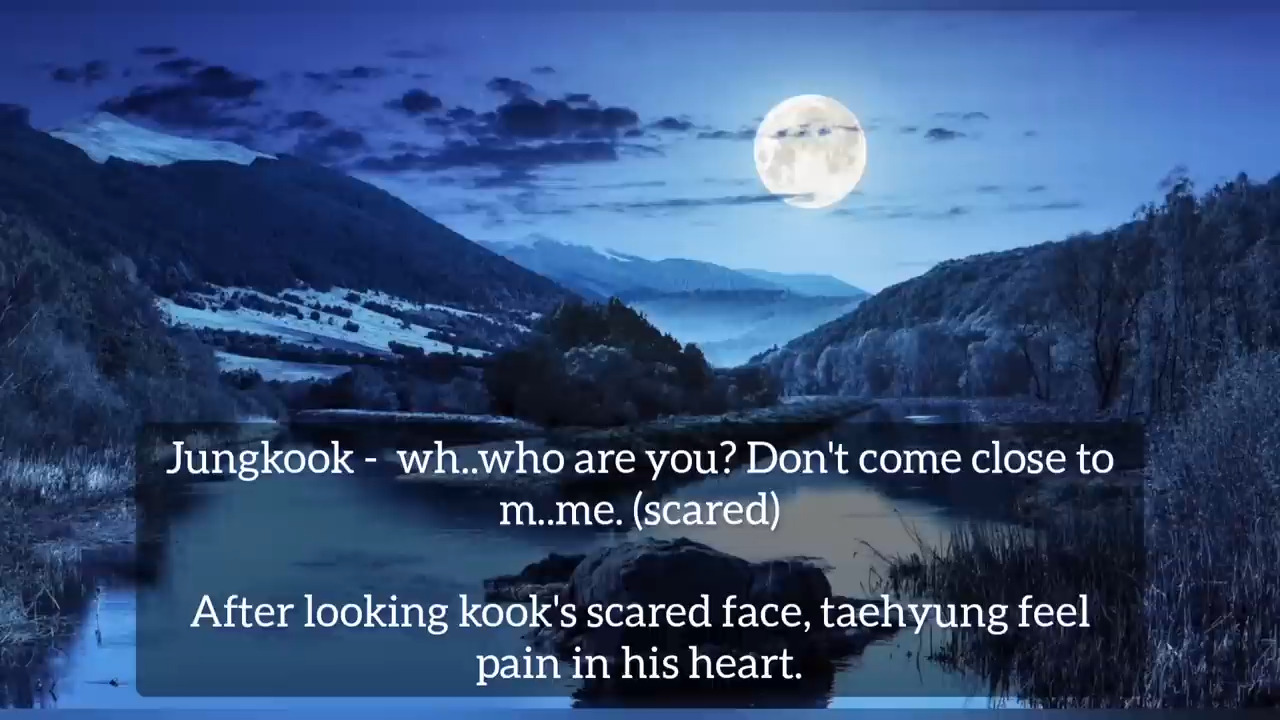 Jungkook -  wh..who are you? Don't come close to
m..me. (scared)
After looking kook's scared face, taehyung feel
pain in his heart.